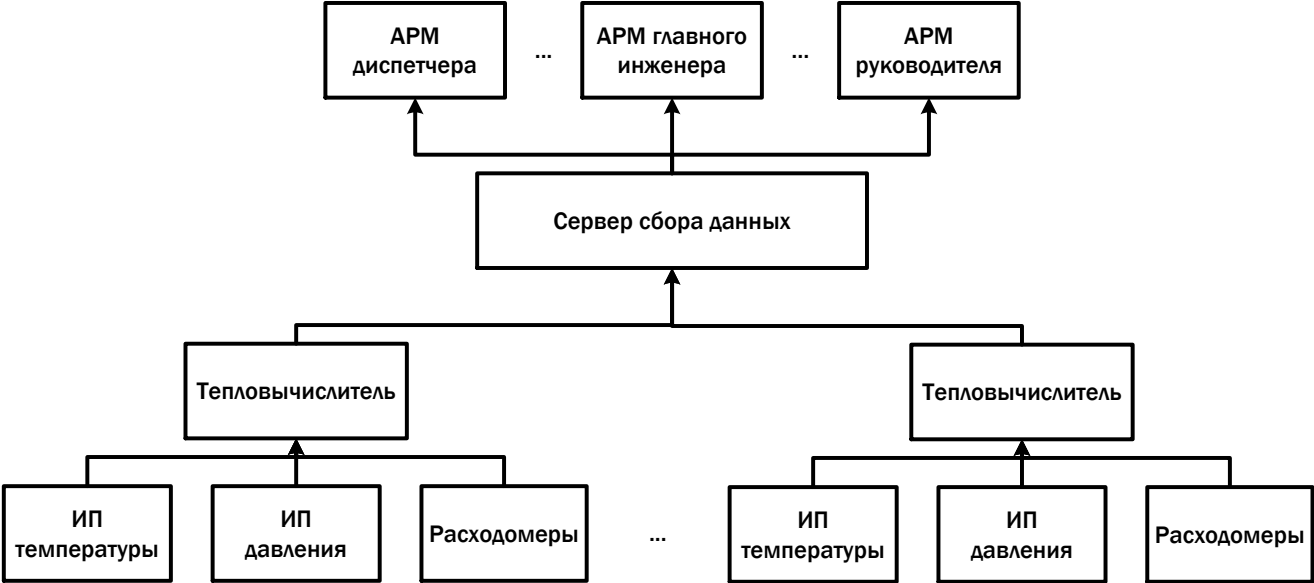 АРМ
диспетчера
...
АРМ главного
инженера
...
АРМ
руководителя
Сервер сбора данных
Тепловычислитель
Тепловычислитель
ИП
температуры
ИП
давления
Расходомеры
...
ИП
температуры
ИП
давления
Расходомеры